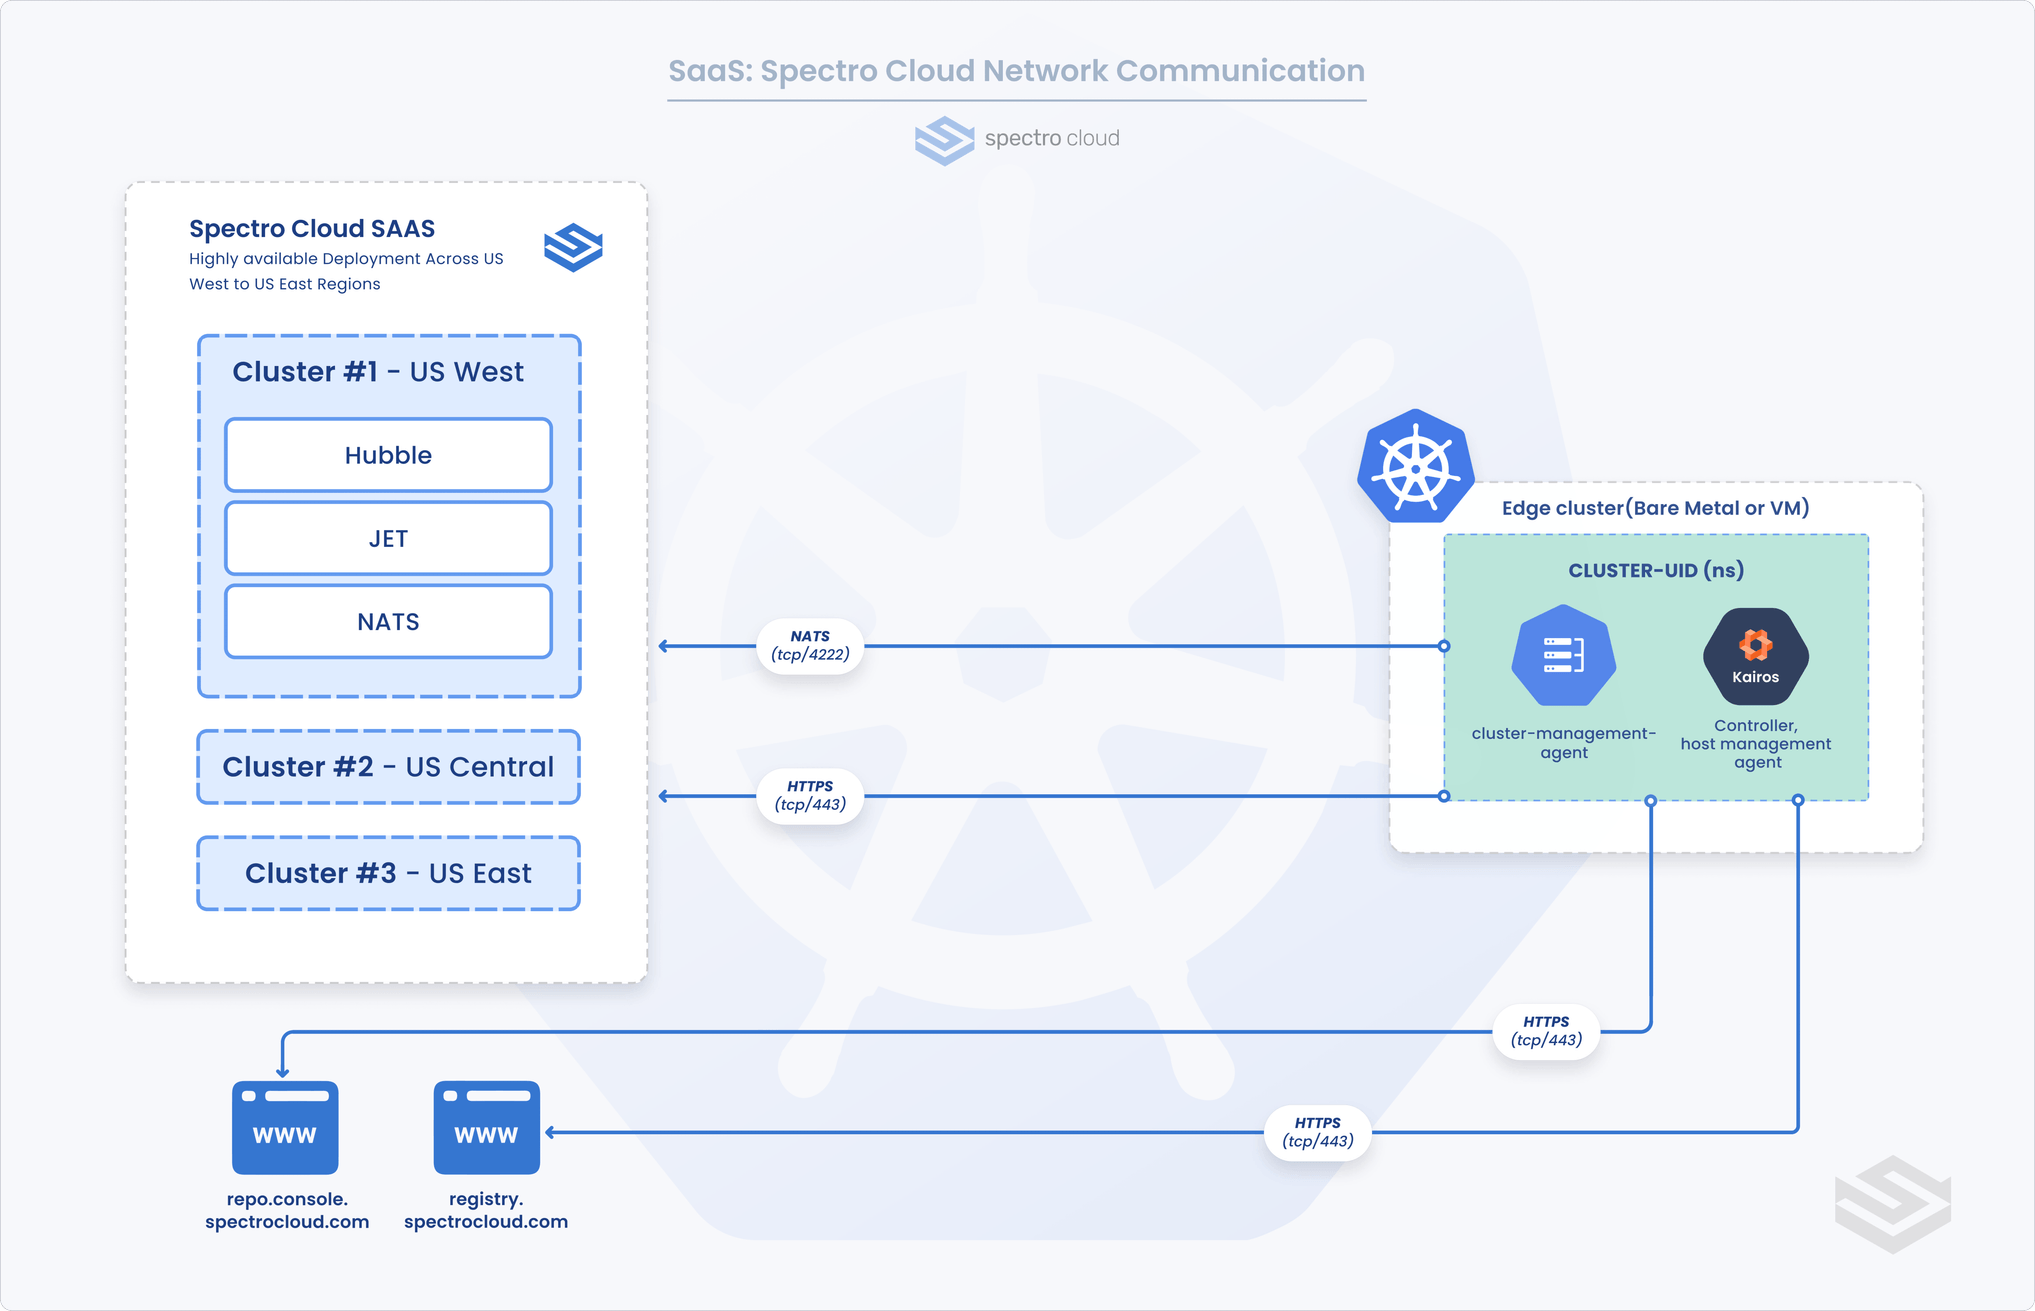 SaaS: Spectro Cloud Network Communication
spectro cloud
Spectro Cloud SAAS
Highly available Deployment Across US
West to US East Regions
Cluster #1 - US West
Hubble
JET
NATS
Cluster #2 - US Central
Cluster #3 - US East
NATS
(tcp/4222)
HTTPS
(tcp/443)
Edge cluster(Bare Metal or VM)
CLUSTER-UID (ns)
cluster-management-
agent
Kairos
Controller,
host management
agent
HTTPS
(tcp/443)
HTTPS
(tcp/443)
WWW
repo.console.
spectrocloud.com
WWW
registry.
spectrocloud.com